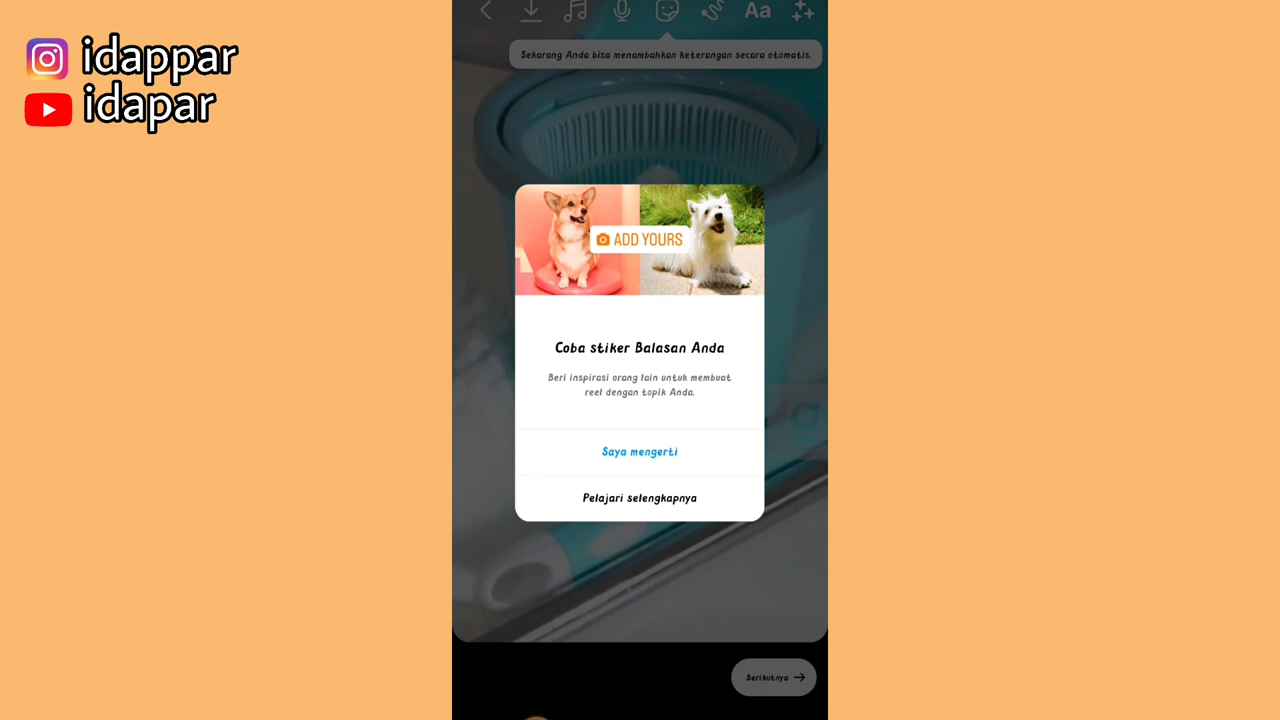 idappar
idapar
Aa
Sekarang Anda bisa menambahkan keterangan secara otomatis.
ADD YOURS
Coba stiker Balasan Anda
Beri inspirasi orang lain untuk membuat
reel dengan topik Anda.
Saya mengerti
Pelajari selengkapnya
Berikutnya